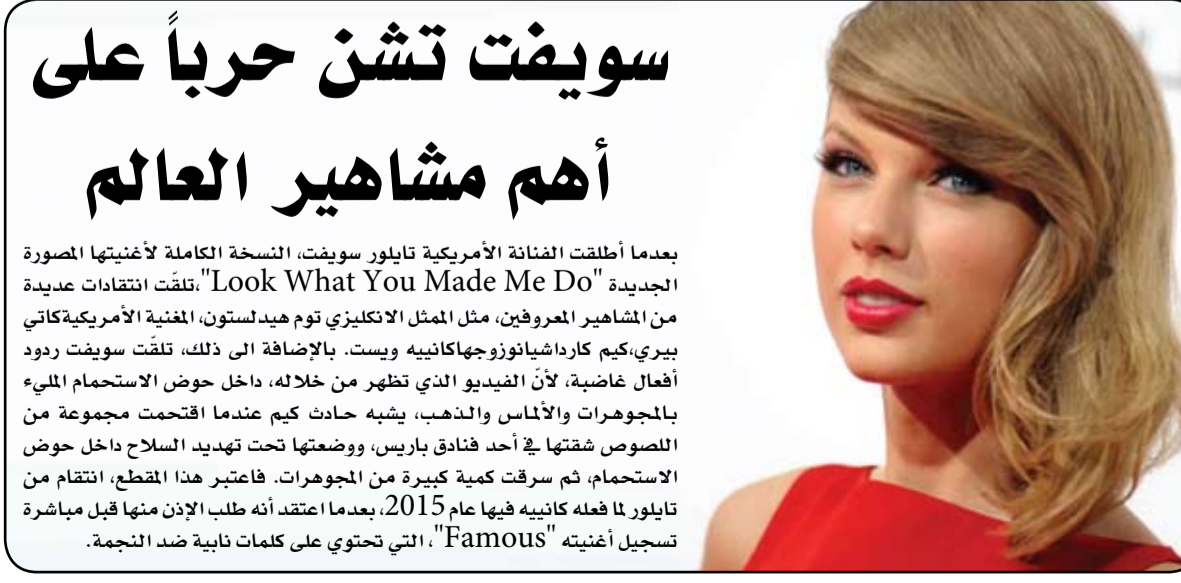 سويفت تشن حرباً على
أهم مشاهير العالم
بعدما أطلقت الفنانة الأمريكية تايلور سويفت، النسخة الكاملة لأغنيتها المصورة
الجديدة "Look What You Made Me Do"،تلقّت انتقادات عديدة
من المشاهير المعروفين، مثل الممثل الانكليزي توم هيدلستون، المغنية الأمريكيةكاتي
بيري،كيم كارداشيانوزوجهاكانييه ويست. بالإضافة الى ذلك، تلقّت سويفت ردود
أفعال غاضبة، لأنّ الفيديو الذي تظهر من خلاله، داخل حوض الاستحمام المليء
بالمجوهرات والألماس والذهب، يشبه حادث كيم عندما اقتحمت مجموعة من
اللصوص شقتها في أحد فنادق باريس، ووضعتها تحت تهديد السلاح داخل حوض
الاستحمام، ثم سرقت كمية كبيرة من المجوهرات. فاعتبر هذا المقطع، انتقام من
تايلور لما فعله كانييه فيها عام 2015، بعدما اعتقد أنه طلب الإذن منها قبل مباشرة
تسجيل أغنيته "Famous"، التي تحتوي على كلمات نابية ضد النجمة.